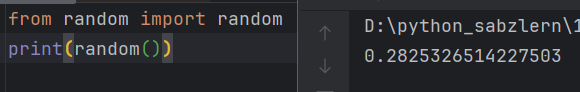 from random import random
print(random())
D:\python_sabzlern\1
0.2825326514227503